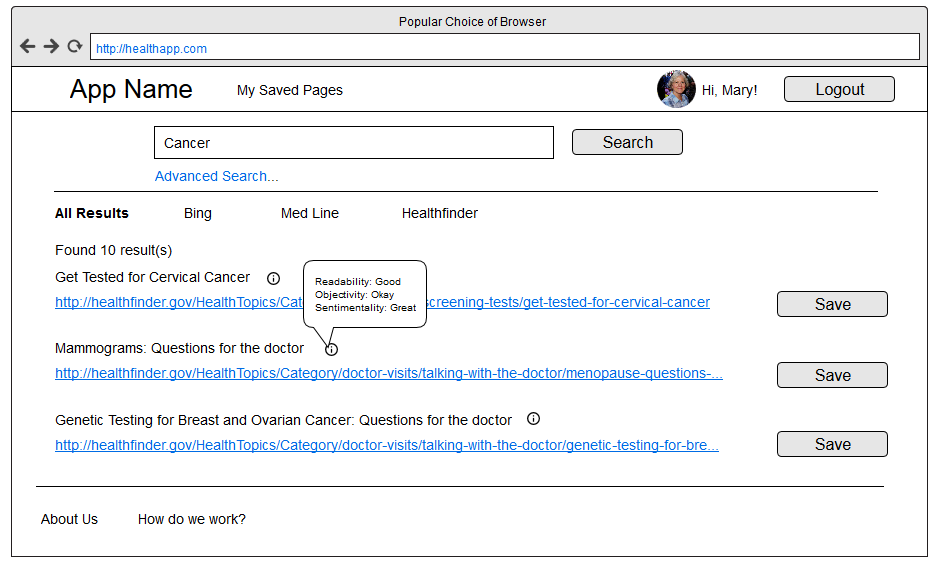 Popular Choice of Browser
http://healthapp.com
App Name
My Saved Pages
Hi, Mary!
Logout
Cancer
Search
Advanced Search...
All Results
Bing
Med Line
Healthfinder
Found 10 result(s)
Get Tested for Cervical Cancer
http://healthfinder.gov/HealthTopics/Cat screening-tests/get-tested-for-cervical-cancer
Save
Readability: Good
Objectivity: Okay
Sentimentality: Great
Mammograms: Questions for the doctor
http://healthfinder.gov/HealthTopics/Category/doctor-visits/talking-with-the-doctor/menopause-questions-...
Save
Genetic Testing for Breast and Ovarian Cancer: Questions for the doctor
http://healthfinder.gov/HealthTopics/Category/doctor-visits/talking-with-the-doctor/genetic-testing-for-bre...
Save
About Us
How do we work?